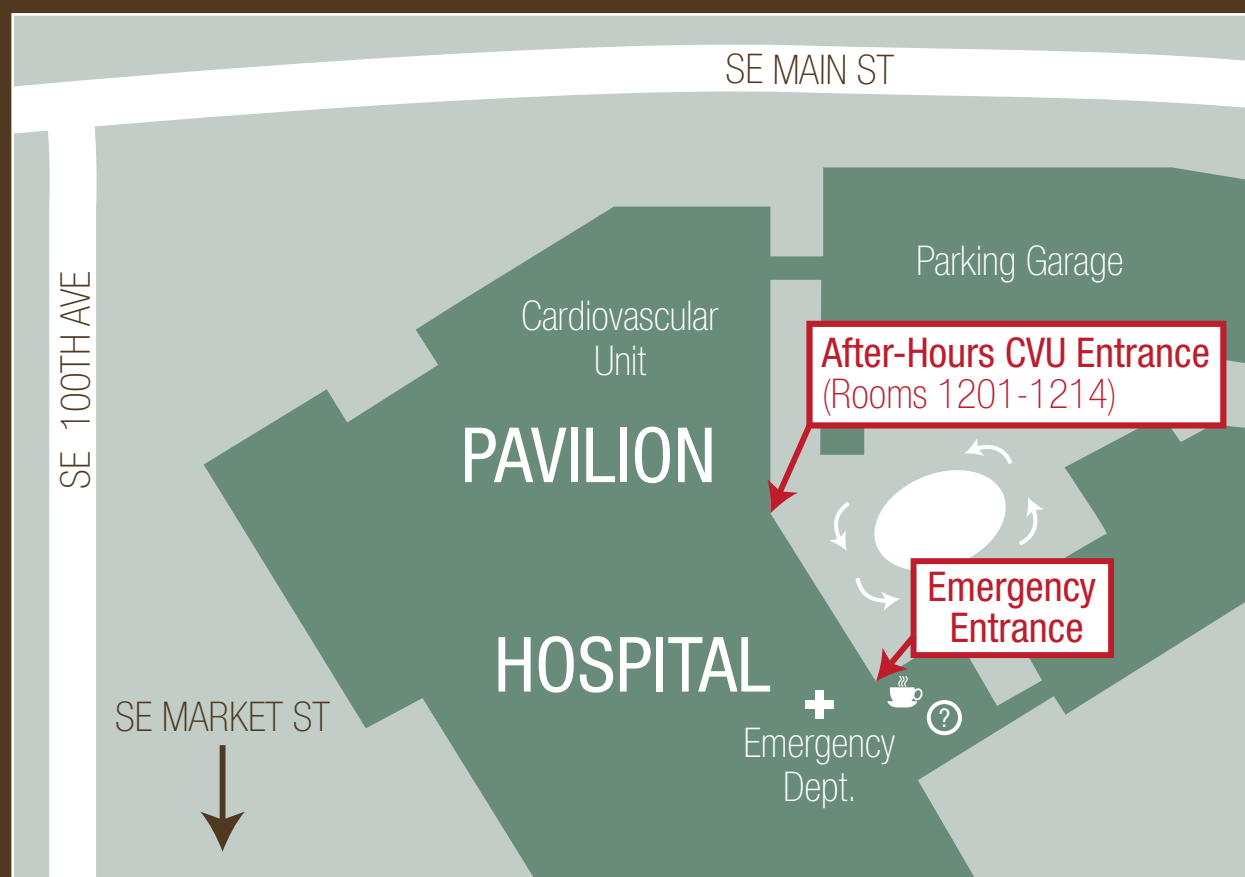 SE MAIN ST
SE 100TH AVE
Parking Garage
Cardiovascular
Unit
After-Hours CVU Entrance
(Rooms 1201-1214)
PAVILION
Emergency
Entrance
HOSPITAL
?
SE MARKET ST
Emergency
Dept.